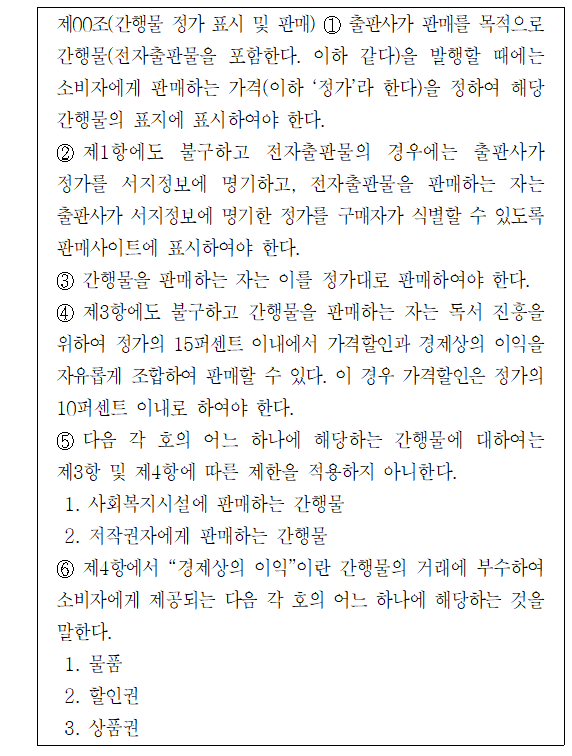 제00조(간행물 정가 표시 및 판매) ① 출판사가 판매를 목적으로
간행물(전자출판물을 포함한다. 이하 같다)을 발행할 때에는
소비자에게 판매하는 가격(이하 ‘정가’라 한다)을 정하여 해당
간행물의 표지에 표시하여야 한다.
② 제1항에도 불구하고 전자출판물의 경우에는 출판사가
정가를 서지정보에 명기하고, 전자출판물을 판매하는 자는
출판사가 서지정보에 명기한 정가를 구매자가 식별할 수 있도록
판매사이트에 표시하여야 한다.
③ 간행물을 판매하는 자는 이를 정가대로 판매하여야 한다.
④ 제3항에도 불구하고 간행물을 판매하는 자는 독서 진흥을
위하여 정가의 15퍼센트 이내에서 가격할인과 경제상의 이익을
자유롭게 조합하여 판매할 수 있다. 이 경우 가격할인은 정가의
10퍼센트 이내로 하여야 한다.
⑤ 다음 각 호의 어느 하나에 해당하는 간행물에 대하여는
제3항 및 제4항에 따른 제한을 적용하지 아니한다.
1. 사회복지시설에 판매하는 간행물
2. 저작권자에게 판매하는 간행물
⑥ 제4항에서 “경제상의 이익”이란 간행물의 거래에 부수하여
소비자에게 제공되는 다음 각 호의 어느 하나에 해당하는 것을
말한다.
1. 물품
2. 할인권
3. 상품권